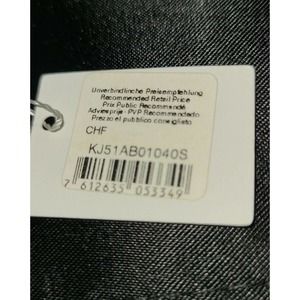 Unverbindliche Preisempfehlung
Recommended Retail Price
Prix Public Recommandé
Adviesprijs - PVP Recomendado
Prezzo al pubblico consigliato
CHF
KJ51AB01040S
7 612635 053349